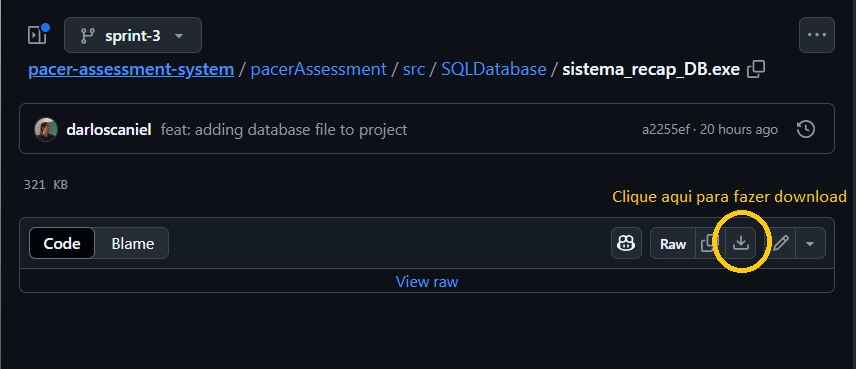 sprint-3
pacer-assessment-system / pacerAssessment / src / SQLDatabase / sistema_recap_DB.exe
darloscaniel feat: adding database file to project a2255ef · 20 hours ago
321 KB
Clique aqui para fazer download
Code Blame Raw
View raw